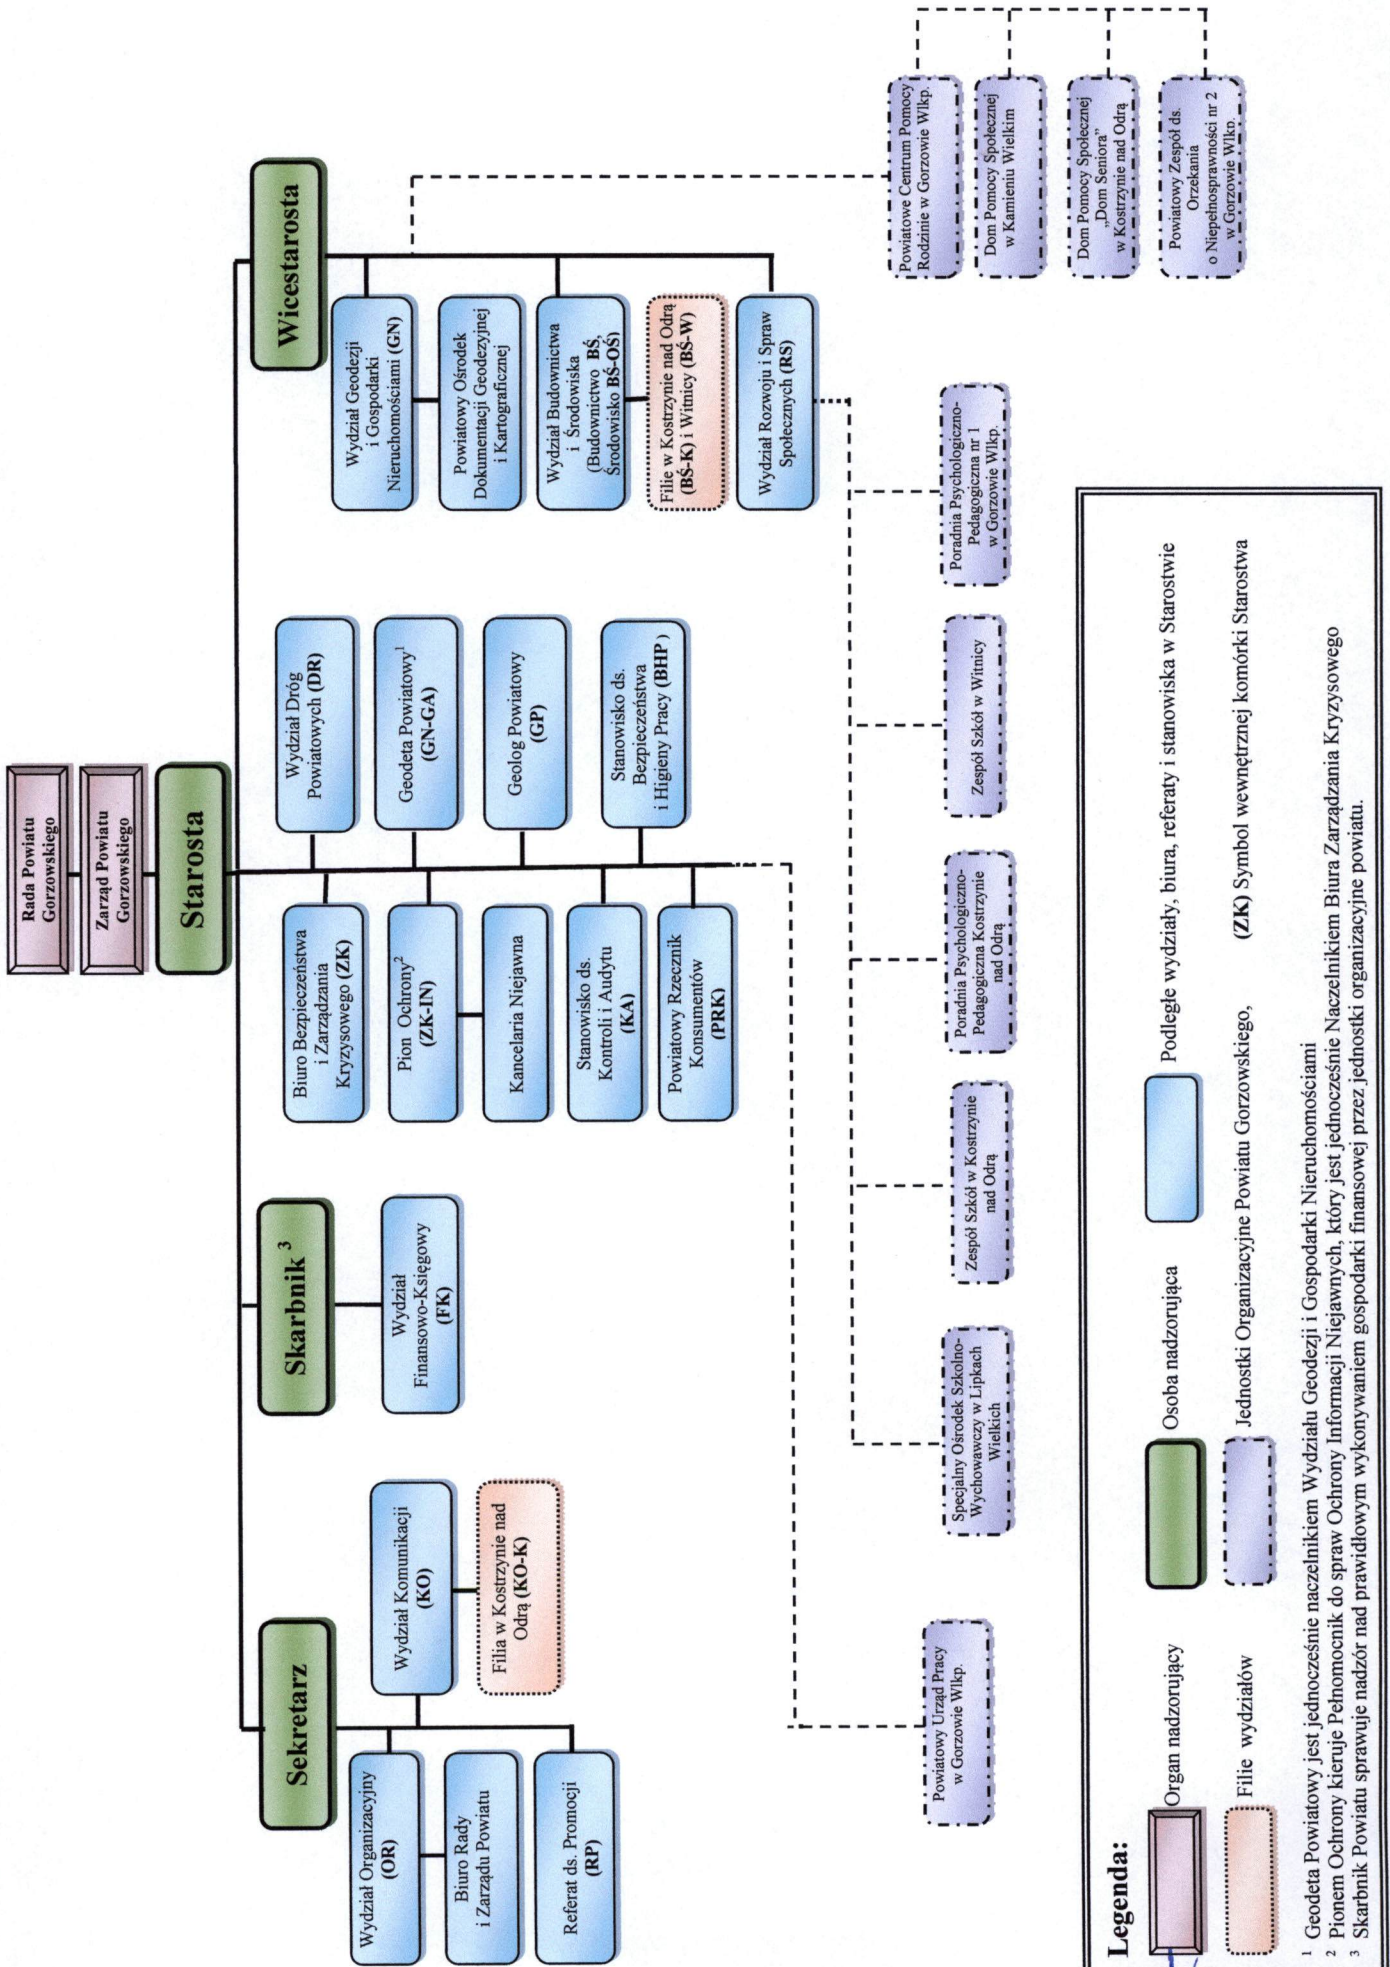 Rada Powiatu
Gorzowskiego
Zarząd Powiatu
Gorzowskiego
Starosta
Sekretarz
Skarbnik ³
Wicestarosta
Wydział Organizacyjny
(OR)
Biuro Rady
i Zarządu Powiatu
Referat ds. Promocji
(RP)
Wydział Komunikacji
(KO)
Filia w Kostrzynie nad
Odrą (KO-K)
Wydział
Finansowo-Księgowy
(FK)
Biuro Bezpieczeństwa
i Zarządzania
Kryzysowego (ZK)
Pion Ochrony²
(ZK-IN)
Kancelaria Niejawna
Stanowisko ds.
Kontroli i Audytu
(KA)
Powiatowy Rzecznik
Konsumentów
(PRK)
Wydział Dróg
Powiatowych (DR)
Geodeta Powiatowy¹
(GN-GA)
Geolog Powiatowy
(GP)
Stanowisko ds.
Bezpieczeństwa
i Higieny Pracy (BHP)
Wydział Geodezji
i Gospodarki
Nieruchomościami (GN)
Powiatowy Ośrodek
Dokumentacji Geodezyjnej
i Kartograficznej
Wydział Budownictwa
i Środowiska
(Budownictwo BŚ,
Środowisko BŚ-OŚ)
Filie w Kostrzynie nad Odrą
(BŚ-K) i Witnicy (BŚ-W)
Wydział Rozwoju i Spraw
Społecznych (RS)
Powiatowy Urząd Pracy
w Gorzowie Wlkp.
Specjalny Ośrodek Szkolno-
Wychowawczy w Lipkach
Wielkich
Zespół Szkół w Kostrzynie
nad Odrą
Poradnia Psychologiczno-
Pedagogiczna Kostrzynie
nad Odrą
Zespół Szkół w Witnicy
Poradnia Psychologiczno-
Pedagogiczna nr 1
w Gorzowie Wlkp.
Powiatowe Centrum Pomocy
Rodzinie w Gorzowie Wlkp.
Dom Pomocy Społecznej
w Kamieniu Wielkim
Dom Pomocy Społecznej
„Dom Seniora”
w Kostrzynie nad Odrą
Powiatowy Zespół ds.
Orzekania
o Niepełnosprawności nr 2
w Gorzowie Wlkp.
Legenda:
Organ nadzorujący
Osoba nadzorująca
Podległe wydziały, biura, referaty i stanowiska w Starostwie
Filie wydziałów
Jednostki Organizacyjne Powiatu Gorzowskiego,
(ZK) Symbol wewnętrznej komórki Starostwa
¹ Geodeta Powiatowy jest jednocześnie naczelnikiem Wydziału Geodezji i Gospodarki Nieruchomościami
² Pionem Ochrony kieruje Pełnomocnik do spraw Ochrony Informacji Niejawnych, który jest jednocześnie Naczelnikiem Biura Zarządzania Kryzysowego
³ Skarbnik Powiatu sprawuje nadzór nad prawidłowym wykonywaniem gospodarki finansowej przez jednostki organizacyjne powiatu.